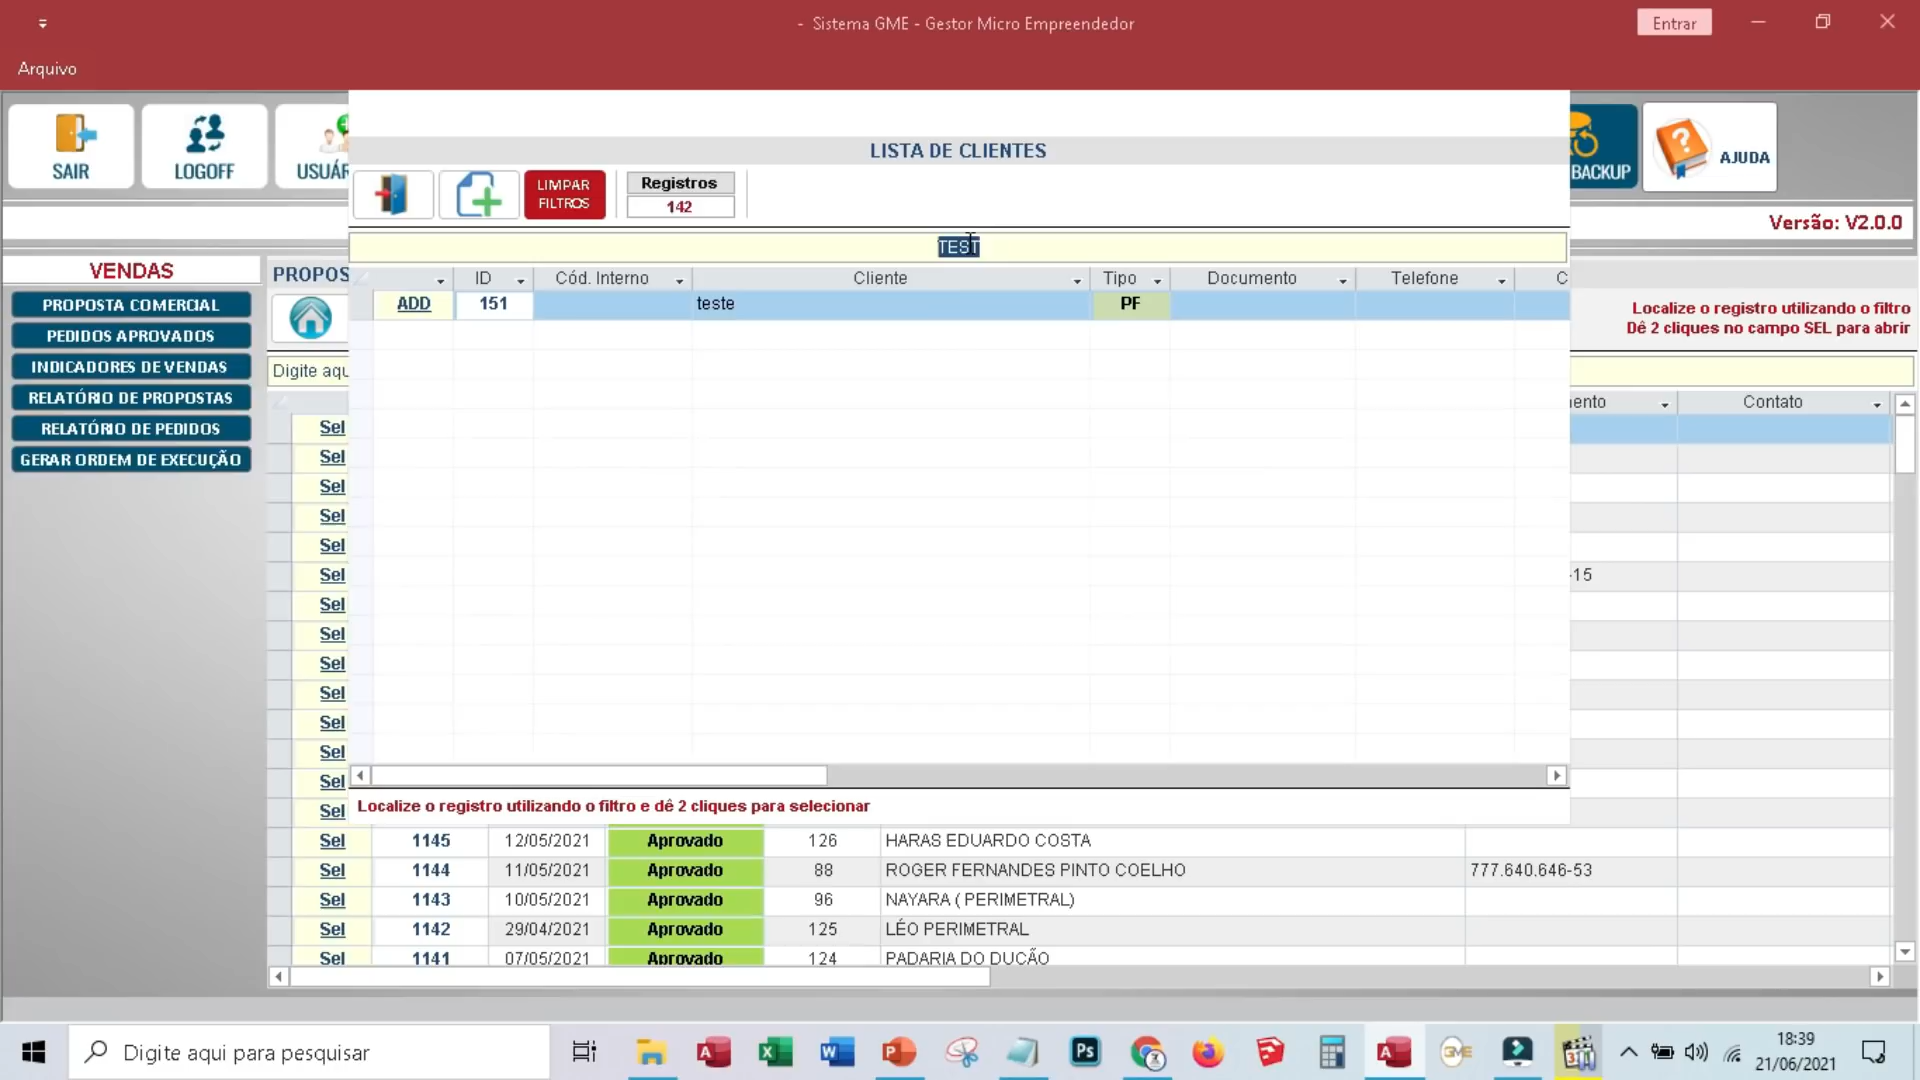 - Sistema GME - Gestor Micro Empreendedor
Entrar
Arquivo
SAIR
LOGOFF
BACKUP
AJUDA
LISTA DE CLIENTES
LIMPAR
FILTROS
Registros
142
Versão: V2.0.0
TEST
VENDAS
PROPOSTA COMERCIAL
PEDIDOS APROVADOS
INDICADORES DE VENDAS
RELATÓRIO DE PROPOSTAS
RELATÓRIO DE PEDIDOS
GERAR ORDEM DE EXECUÇÃO
PROPOS
Localize o registro utilizando o filtro
Dê 2 cliques no campo SEL para abrir
Digite aqu
ID Cód. Interno Cliente Tipo Documento Telefone C
ADD 151 teste PF
ento Contato
Sel
Sel
Sel
Sel
Sel
Sel -15
Sel
Sel
Sel
Sel
Sel
Sel
Sel
Sel
Localize o registro utilizando o filtro e dê 2 cliques para selecionar
Sel 1145 12/05/2021 Aprovado 126 HARAS EDUARDO COSTA
Sel 1144 11/05/2021 Aprovado 88 ROGER FERNANDES PINTO COELHO 777.640.646-53
Sel 1143 10/05/2021 Aprovado 96 NAYARA ( PERIMETRAL)
Sel 1142 29/04/2021 Aprovado 125 LÉO PERIMETRAL
Sel 1141 07/05/2021 Aprovado 124 PADARIA DO DUCÃO
Digite aqui para pesquisar
18:39
21/06/2021